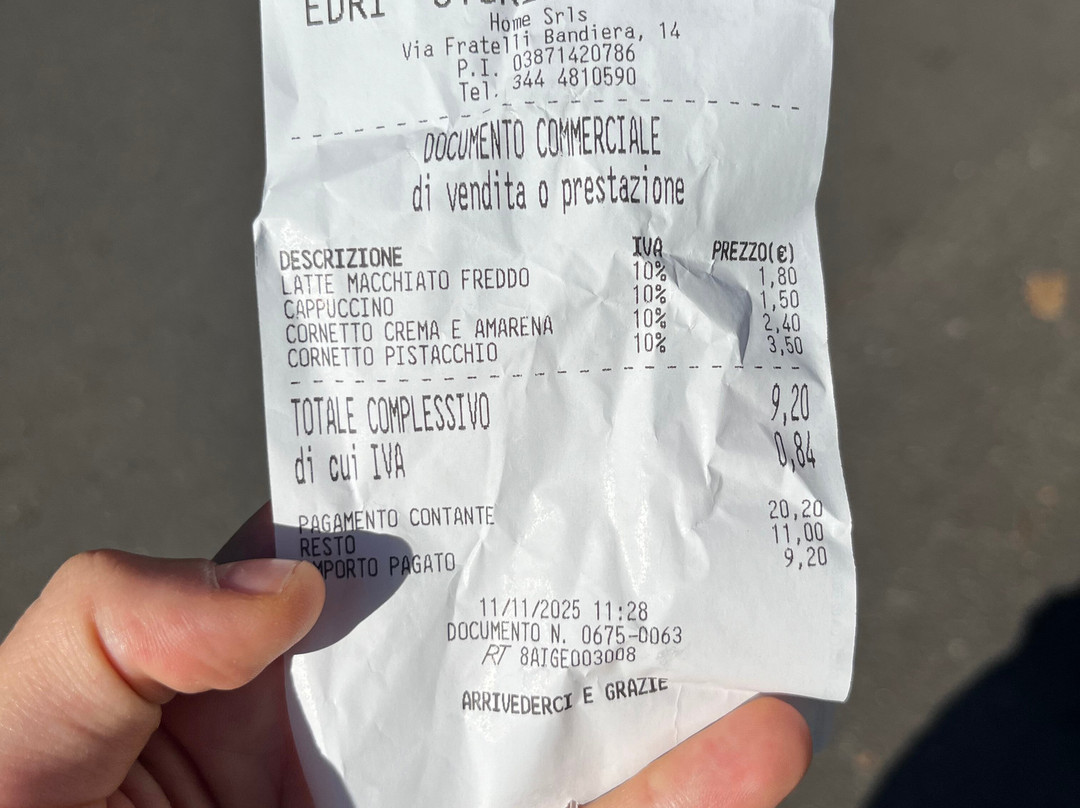 EDRI
Home Srls
Via Fratelli Bandiera, 14
P.I. 03871420786
Tel. 344 4810590
DOCUMENTO COMMERCIALE
di vendita o prestazione
DESCRIZIONE IVA PREZZO(€)
LATTE MACCHIATO FREDDO 10% 1,80
CAPPUCCINO 10% 1,50
CORNETTO CREMA E AMARENA 10% 2,40
CORNETTO PISTACCHIO 10% 3,50
TOTALE COMPLESSIVO 9,20
di cui IVA 0,84
PAGAMENTO CONTANTE 20,20
RESTO 11,00
MPORTO PAGATO 9,20
11/11/2025 11:28
DOCUMENTO N. 0675-0063
RT 8AIGE003008
ARRIVEDERCI E GRAZIE